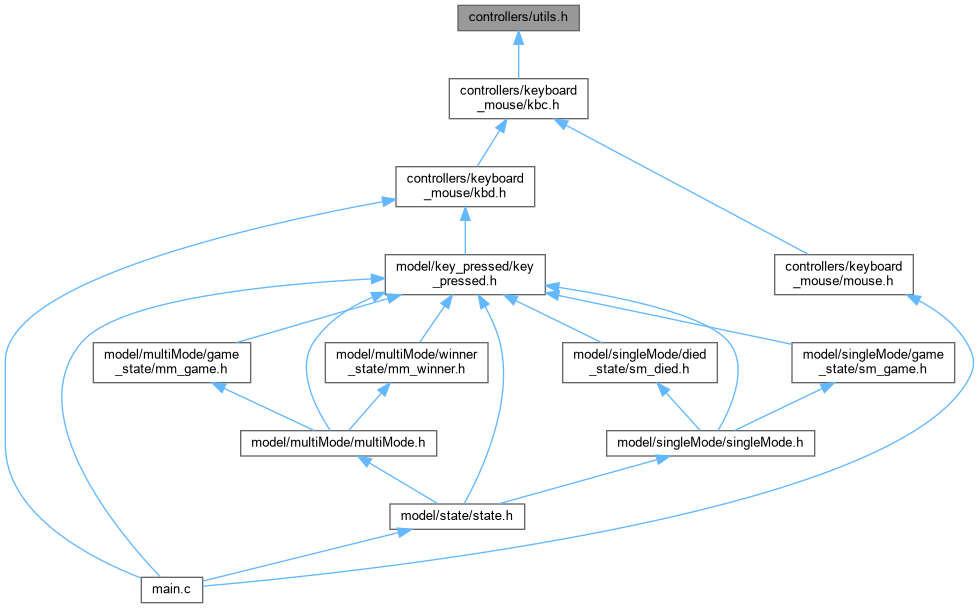 controllers/utils.h
controllers/keyboard
_mouse/kbc.h
controllers/keyboard
_mouse/kbd.h
model/key_pressed/key
_pressed.h
controllers/keyboard
_mouse/mouse.h
model/multiMode/game
_state/mm_game.h
model/multiMode/winner
_state/mm_winner.h
model/singleMode/died
_state/sm_died.h
model/singleMode/game
_state/sm_game.h
model/multiMode/multiMode.h
model/singleMode/singleMode.h
model/state/state.h
main.c